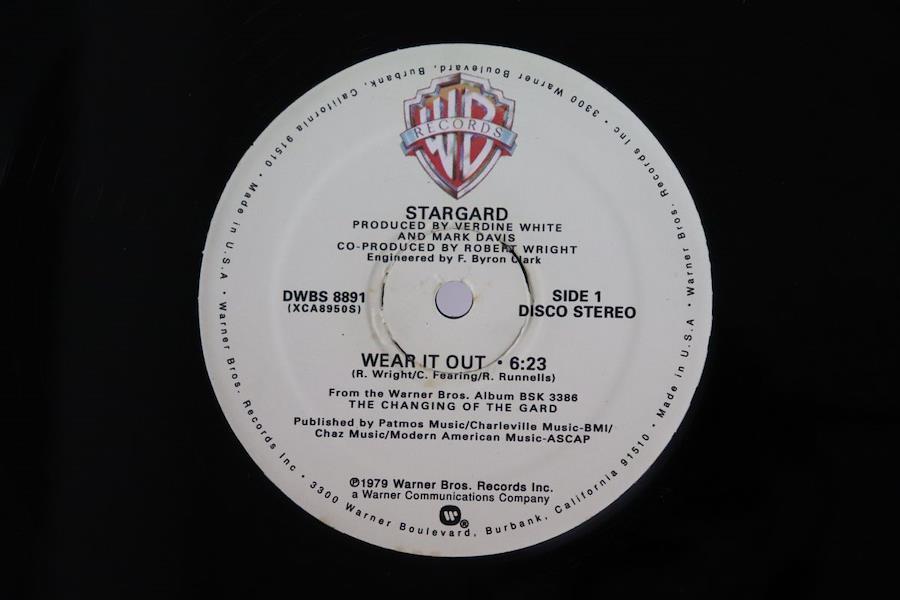 WB
RECORDS
STARGARD
PRODUCED BY VERDINE WHITE
AND MARK DAVIS
CO-PRODUCED BY ROBERT WRIGHT
Engineered by F. Byron Clark
DWBS 8891
(XCA8950S)
SIDE 1
DISCO STEREO
WEAR IT OUT • 6:23
(R. Wright/C. Fearing/R. Runnells)
From the Warner Bros. Album BSK 3386
THE CHANGING OF THE GARD
Published by Patmos Music/Charleville Music-BMI/
Chaz Music/Modern American Music-ASCAP
℗1979 Warner Bros. Records Inc.
a Warner Communications Company
W®
Warner Bros. Records Inc • 3300 Warner Boulevard, Burbank, California 91510 • Made in U.S.A •
Warner Bros. Records Inc • 3300 Warner Boulevard, Burbank, California 91510 • Made in U.S.A •